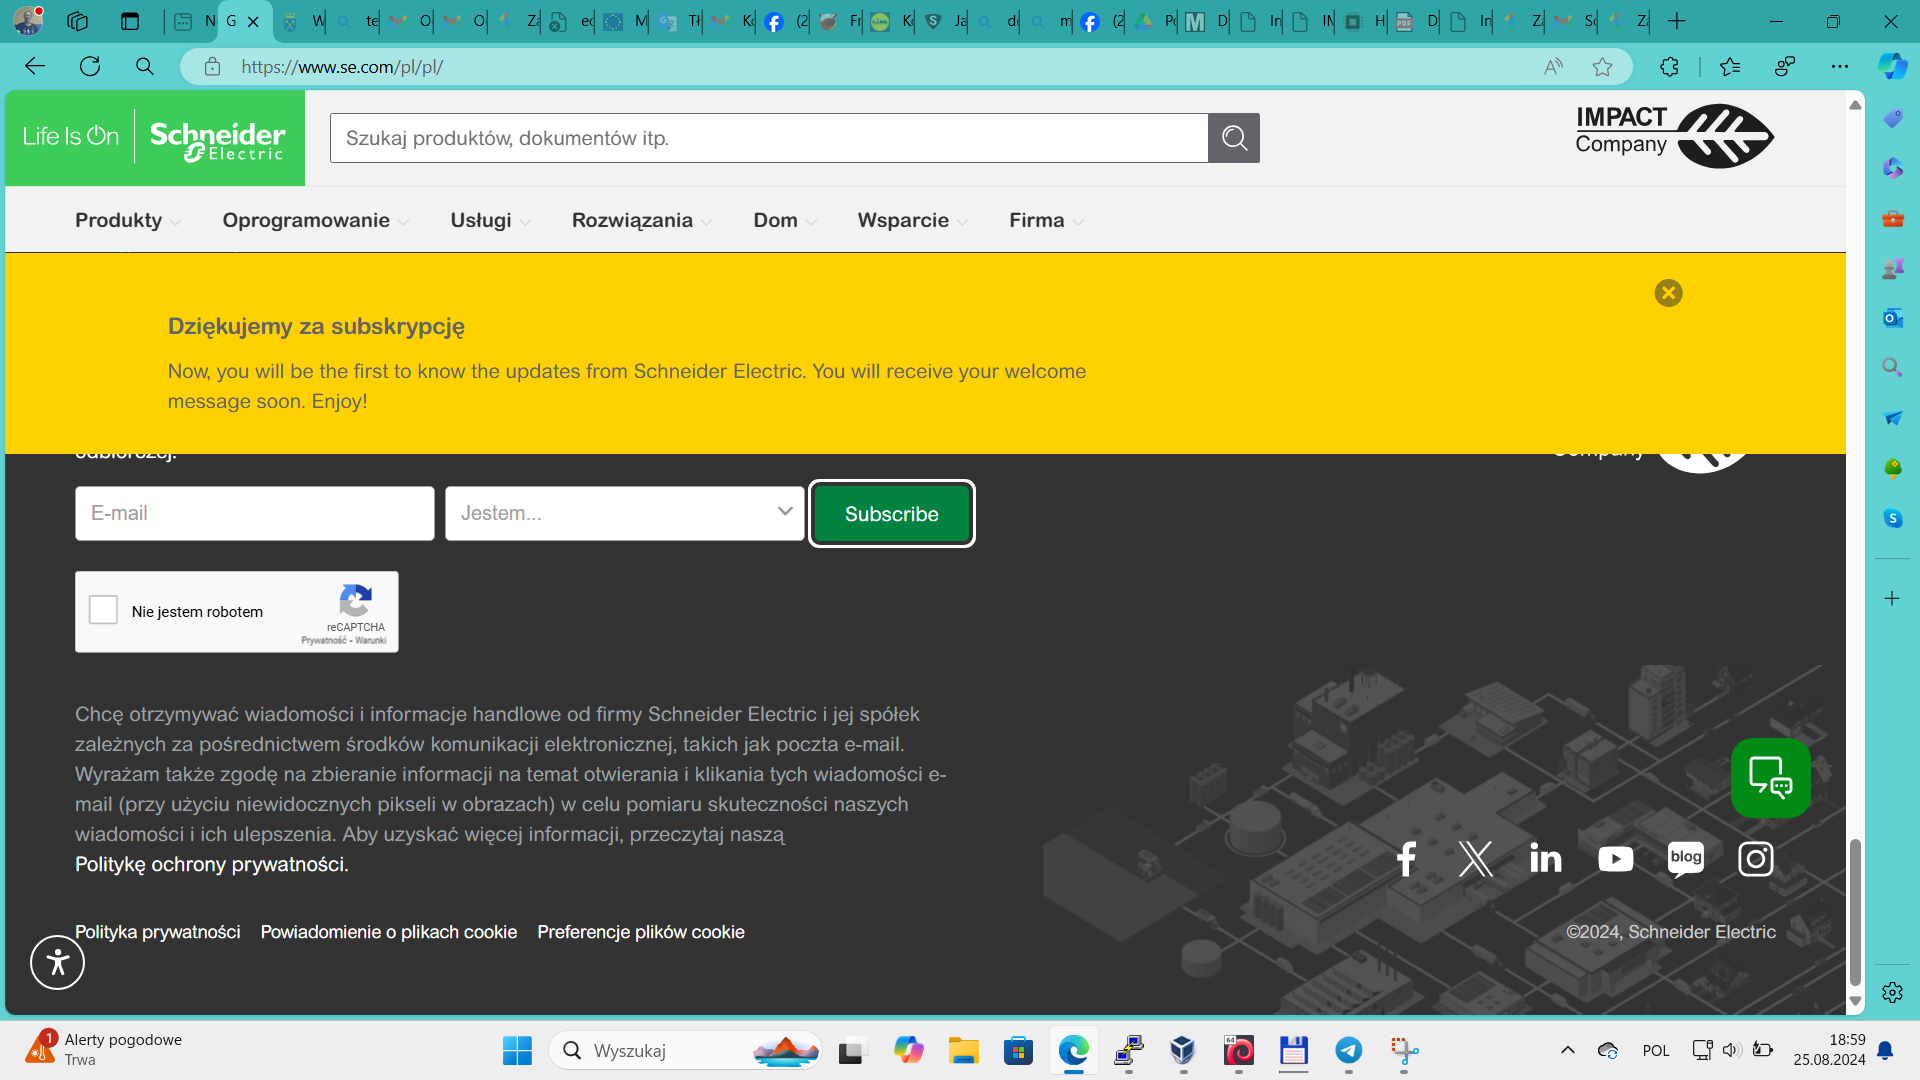 https://www.se.com/pl/pl/
Life Is On
Schneider
Electric
Szukaj produktów, dokumentów itp.
IMPACT
Company
Produkty
Oprogramowanie
Usługi
Rozwiązania
Dom
Wsparcie
Firma
Dziękujemy za subskrypcję
Now, you will be the first to know the updates from Schneider Electric. You will receive your welcome
message soon. Enjoy!
E-mail
Jestem...
Subscribe
Nie jestem robotem
reCAPTCHA
Prywatność - Warunki
Chcę otrzymywać wiadomości i informacje handlowe od firmy Schneider Electric i jej spółek
zależnych za pośrednictwem środków komunikacji elektronicznej, takich jak poczta e-mail.
Wyrażam także zgodę na zbieranie informacji na temat otwierania i klikania tych wiadomości e-
mail (przy użyciu niewidocznych pikseli w obrazach) w celu pomiaru skuteczności naszych
wiadomości i ich ulepszenia. Aby uzyskać więcej informacji, przeczytaj naszą
Politykę ochrony prywatności.
blog
Polityka prywatności
Powiadomienie o plikach cookie
Preferencje plików cookie
©2024, Schneider Electric
1
Alerty pogodowe
Trwa
Wyszukaj
64
POL
18:59
25.08.2024